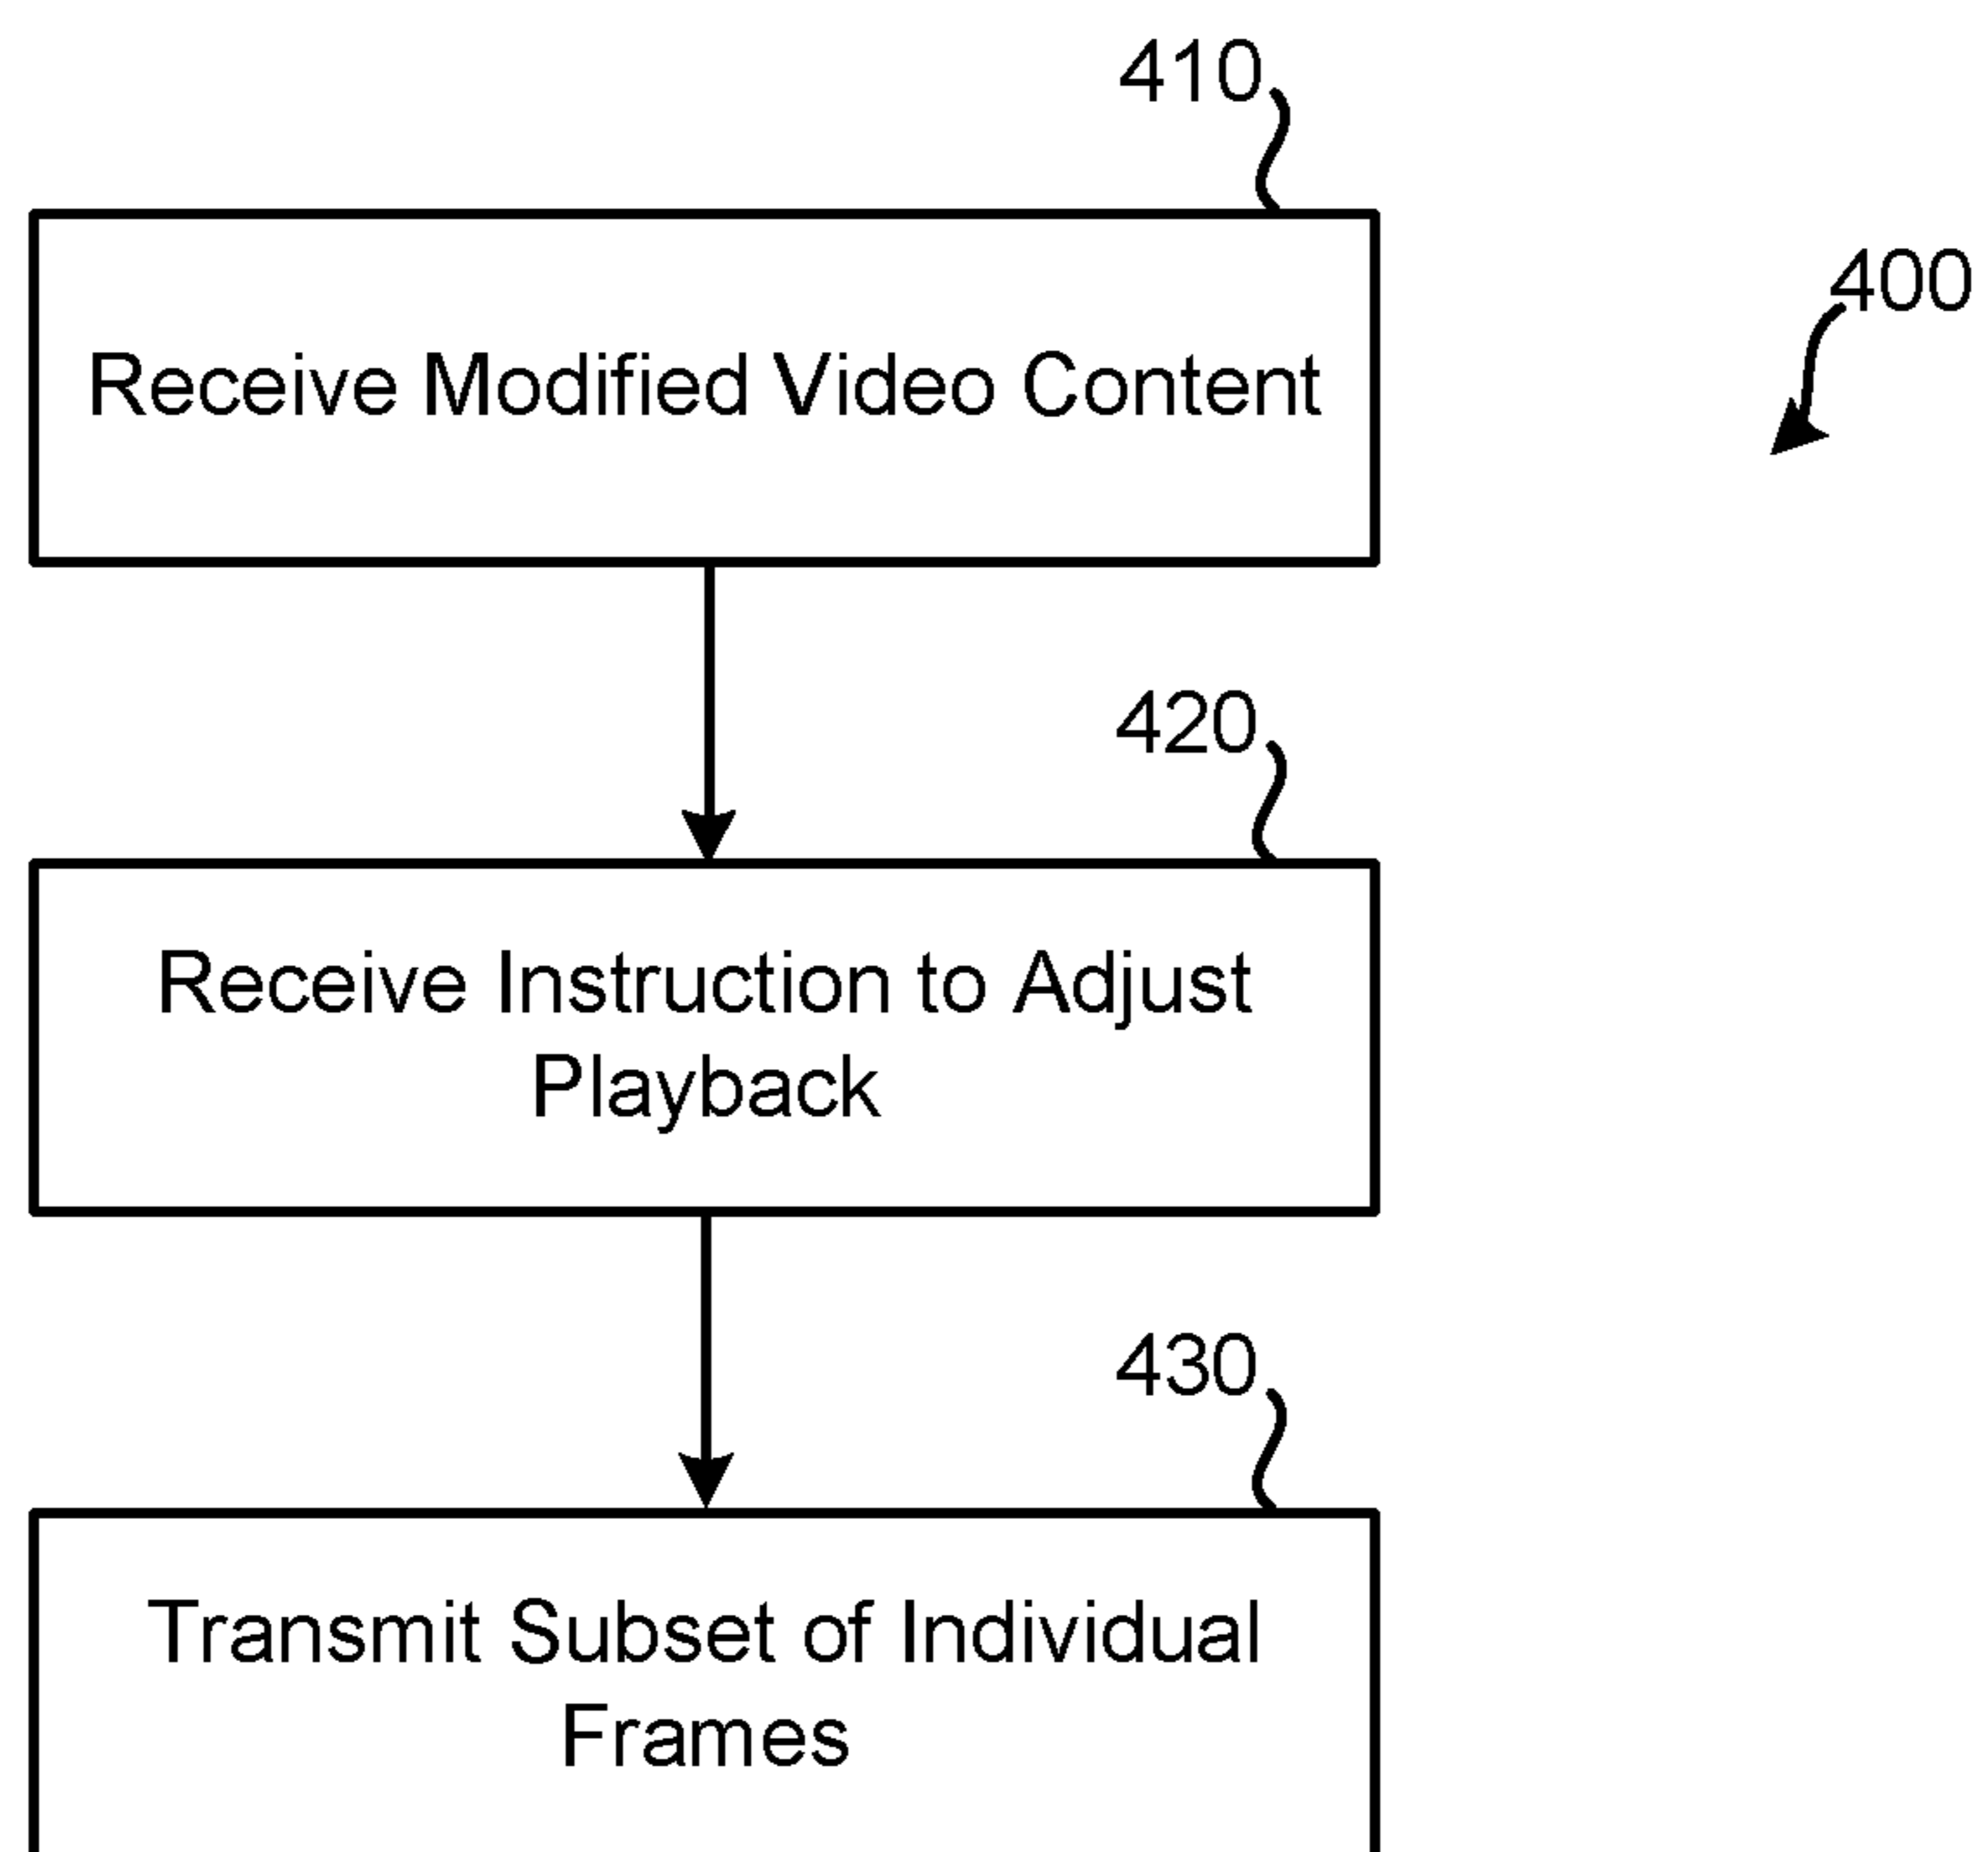 410
400
Receive Modified Video Content
420
Receive Instruction to Adjust
Playback
430
Transmit Subset of Individual
Frames